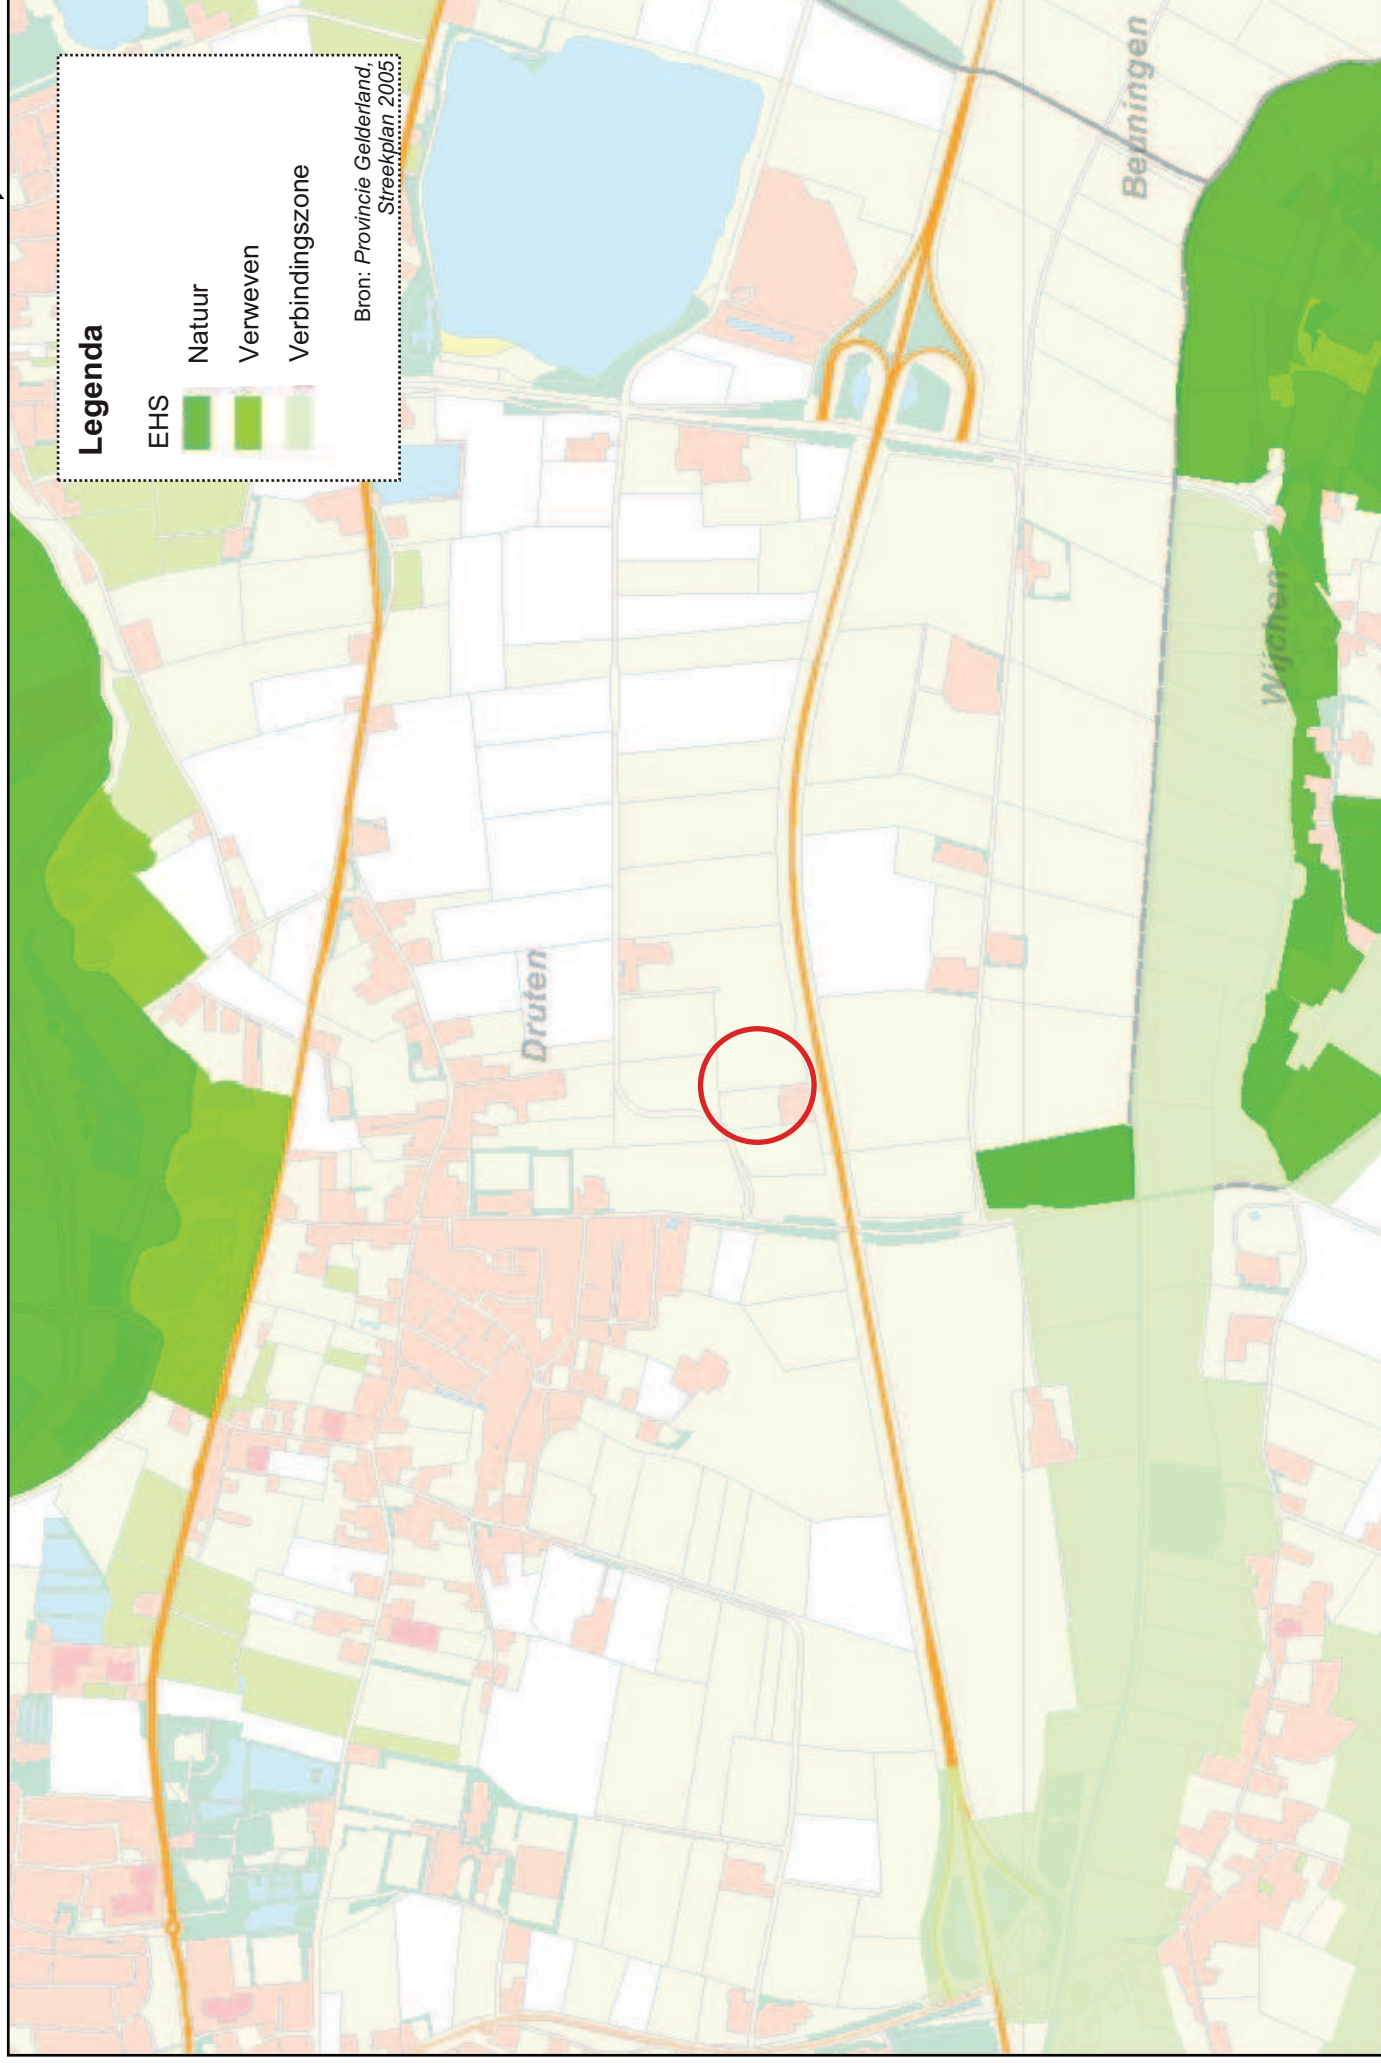 Legenda
EHS
Natuur
Verweven
Verbindingszone
Bron: Provincie Gelderland,
Streekplan 2005
Druten
Beuningen
Wijchen